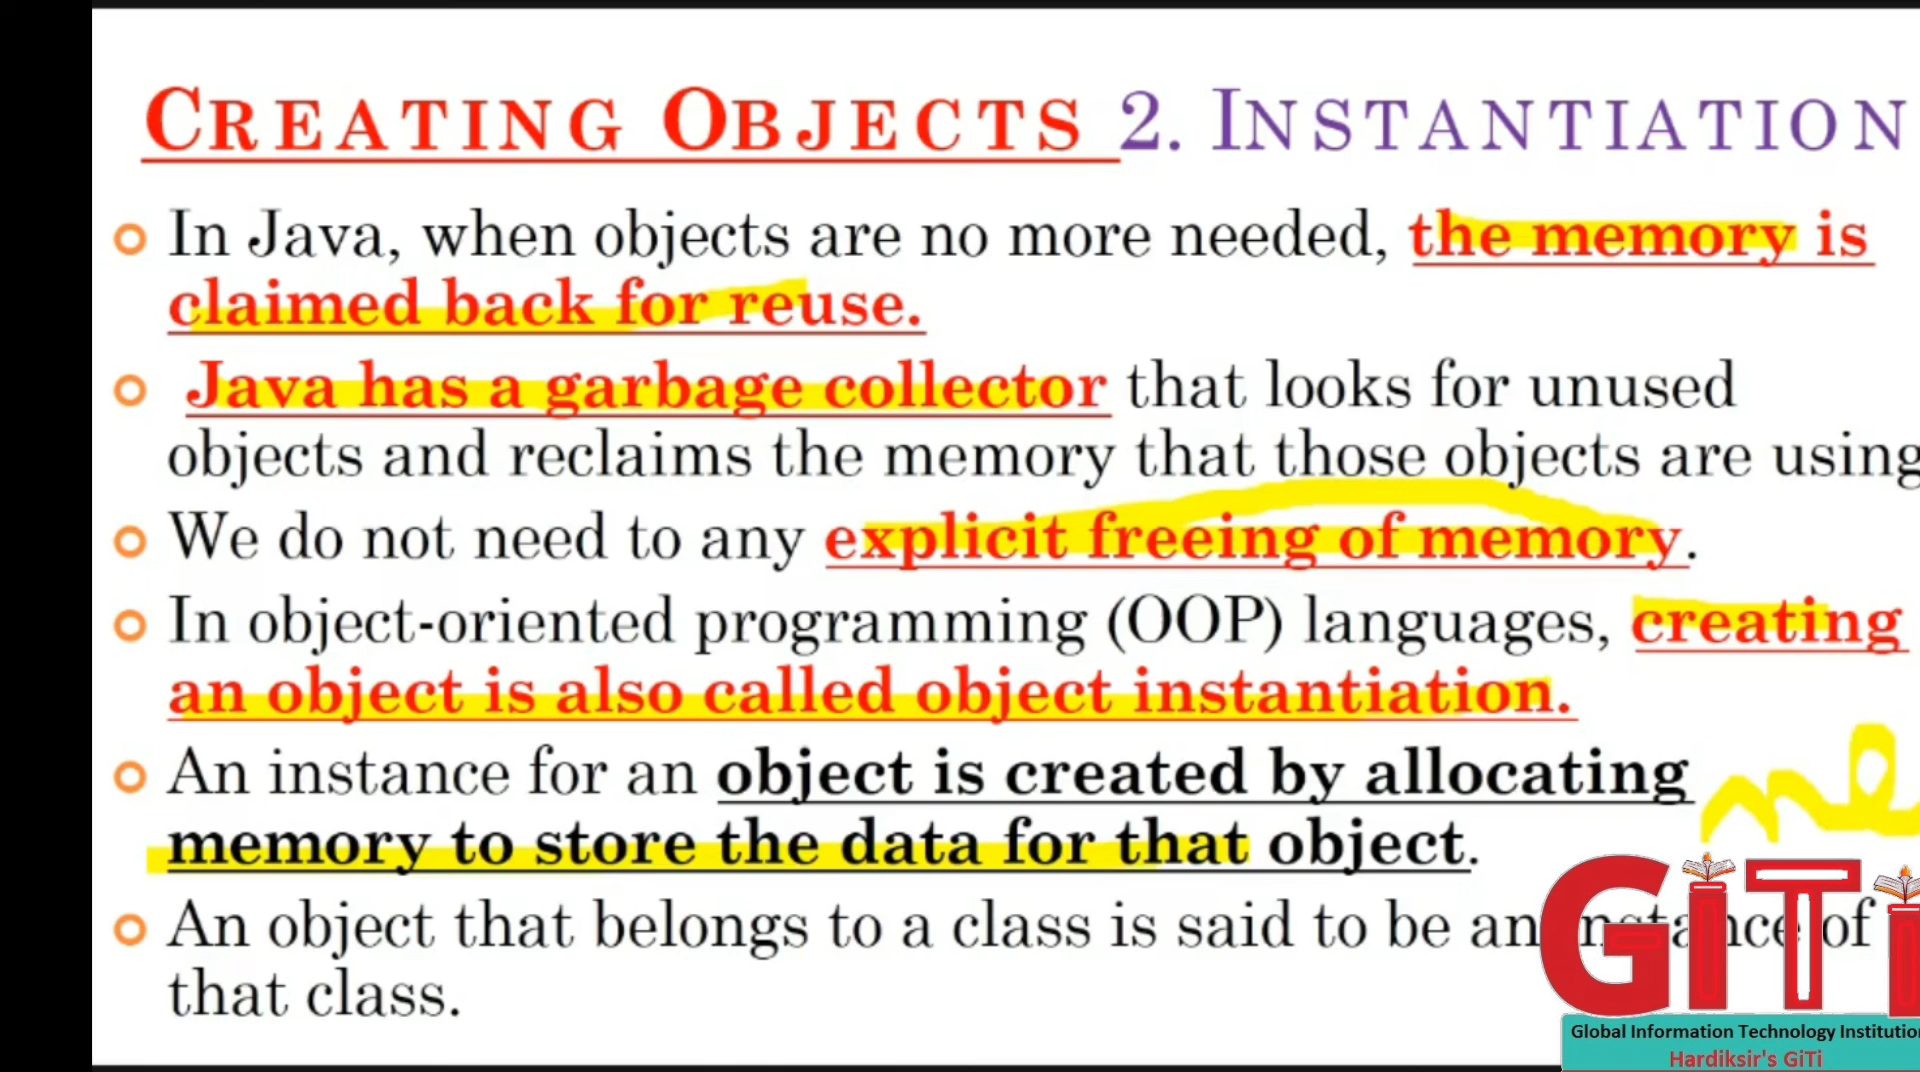 CREATING OBJECTS 2. INSTANTIATION
In Java, when objects are no more needed, the memory is
claimed back for reuse.
Java has a garbage collector that looks for unused
objects and reclaims the memory that those objects are using
We do not need to any explicit freeing of memory.
In object-oriented programming (OOP) languages, creating
an object is also called object instantiation.
An instance for an object is created by allocating
memory to store the data for that object.
An object that belongs to a class is said to be an instance of
that class.
GiTi
Global Information Technology Institution
Hardiksir's GiTi